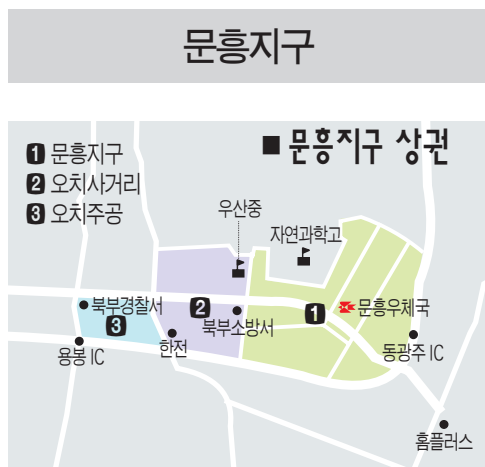 문흥지구
■ 문흥지구 상권
1 문흥지구
2 오치사거리
3 오치주공
우산중
자연과학고
북부경찰서
2
1
문흥우체국
3
북부소방서
용봉 IC
한전
동광주 IC
홈플러스